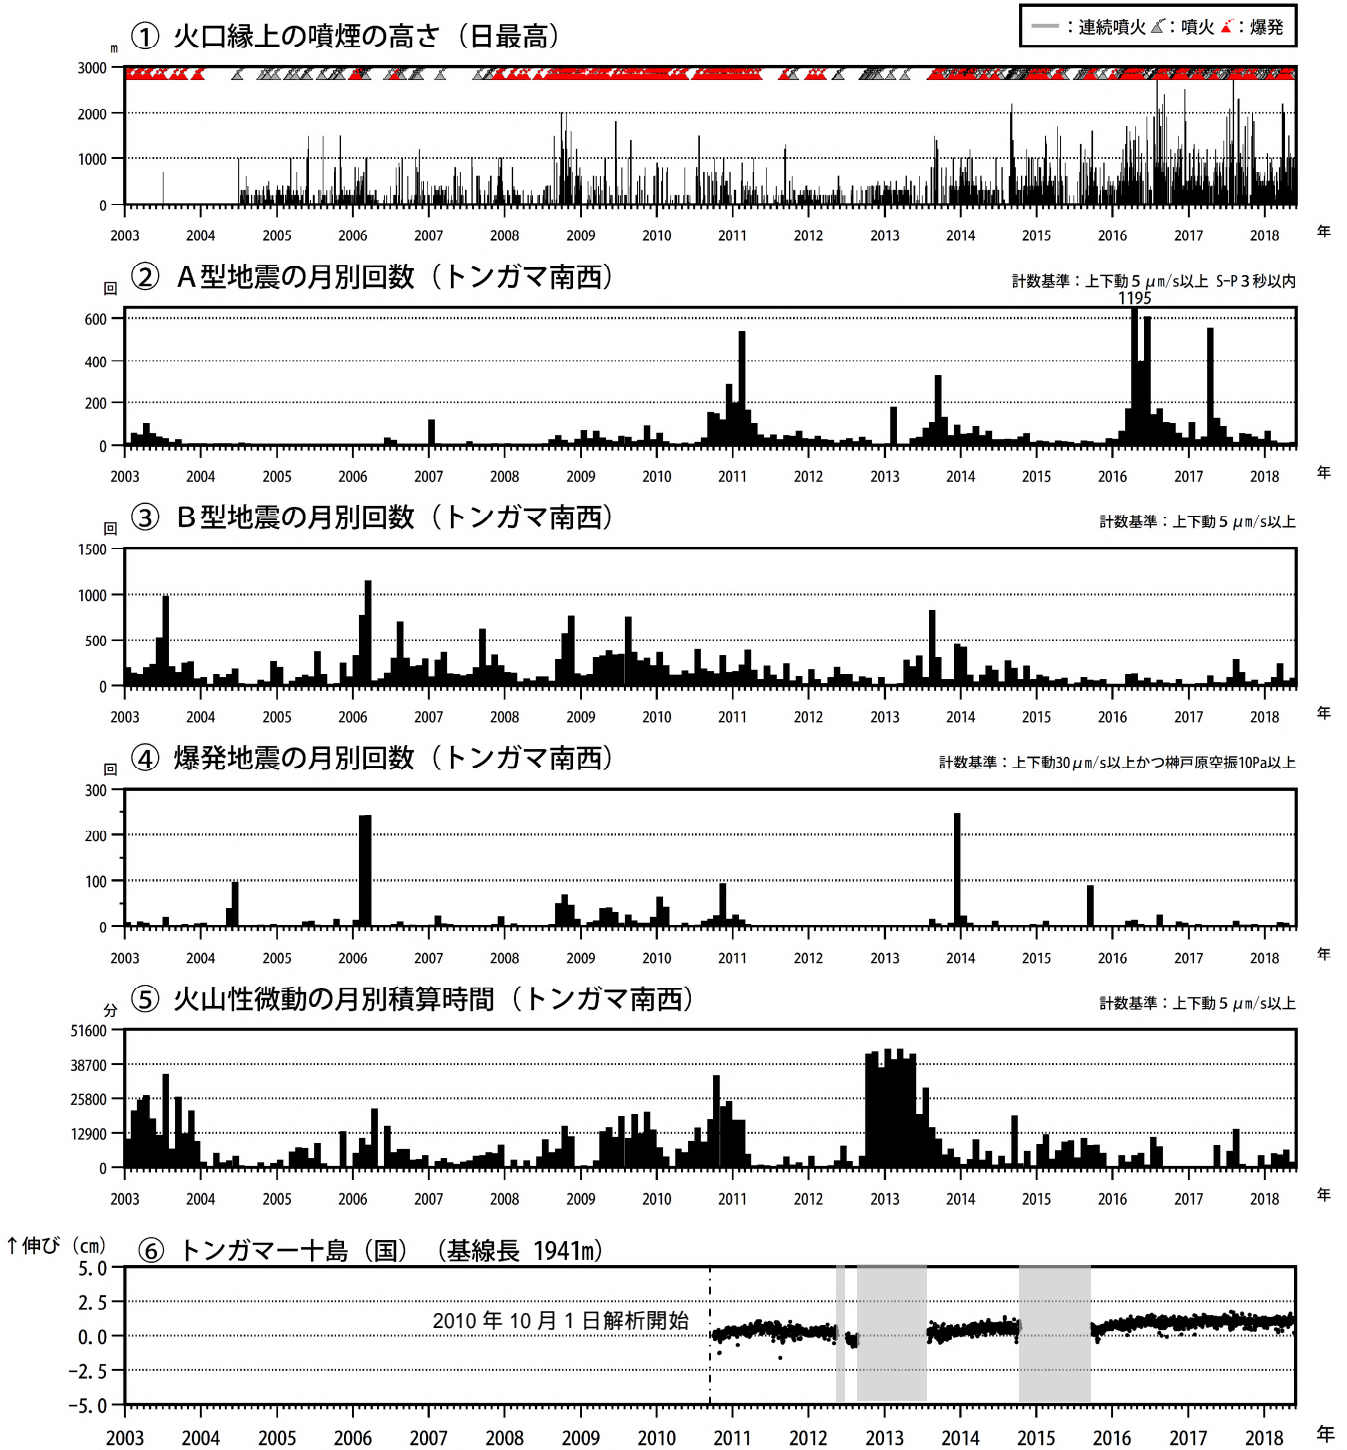 ━ ：連続噴火 ：噴火 ：爆発
① 火口縁上の噴煙の高さ（日最高）
m
3000
2000
1000
0
2003 2004 2005 2006 2007 2008 2009 2010 2011 2012 2013 2014 2015 2016 2017 2018 年
② A型地震の月別回数（トンガマ南西）
計数基準：上下動５μm/s以上 S-P３秒以内
回
1195
600
400
200
0
2003 2004 2005 2006 2007 2008 2009 2010 2011 2012 2013 2014 2015 2016 2017 2018 年
③ B型地震の月別回数（トンガマ南西）
計数基準：上下動５μm/s以上
回
1500
1000
500
0
2003 2004 2005 2006 2007 2008 2009 2010 2011 2012 2013 2014 2015 2016 2017 2018 年
④ 爆発地震の月別回数（トンガマ南西）
計数基準：上下動30μm/s以上かつ榊戸原空振10Pa以上
回
300
200
100
0
2003 2004 2005 2006 2007 2008 2009 2010 2011 2012 2013 2014 2015 2016 2017 2018 年
⑤ 火山性微動の月別積算時間（トンガマ南西）
計数基準：上下動５μm/s以上
分
51600
38700
25800
12900
0
2003 2004 2005 2006 2007 2008 2009 2010 2011 2012 2013 2014 2015 2016 2017 2018 年
↑伸び（cm） ⑥ トンガマー十島（国）（基線長 1941m）
5.0
2.5
0.0
−2.5
−5.0
2010 年 10 月 1 日解析開始
2003 2004 2005 2006 2007 2008 2009 2010 2011 2012 2013 2014 2015 2016 2017 2018 年